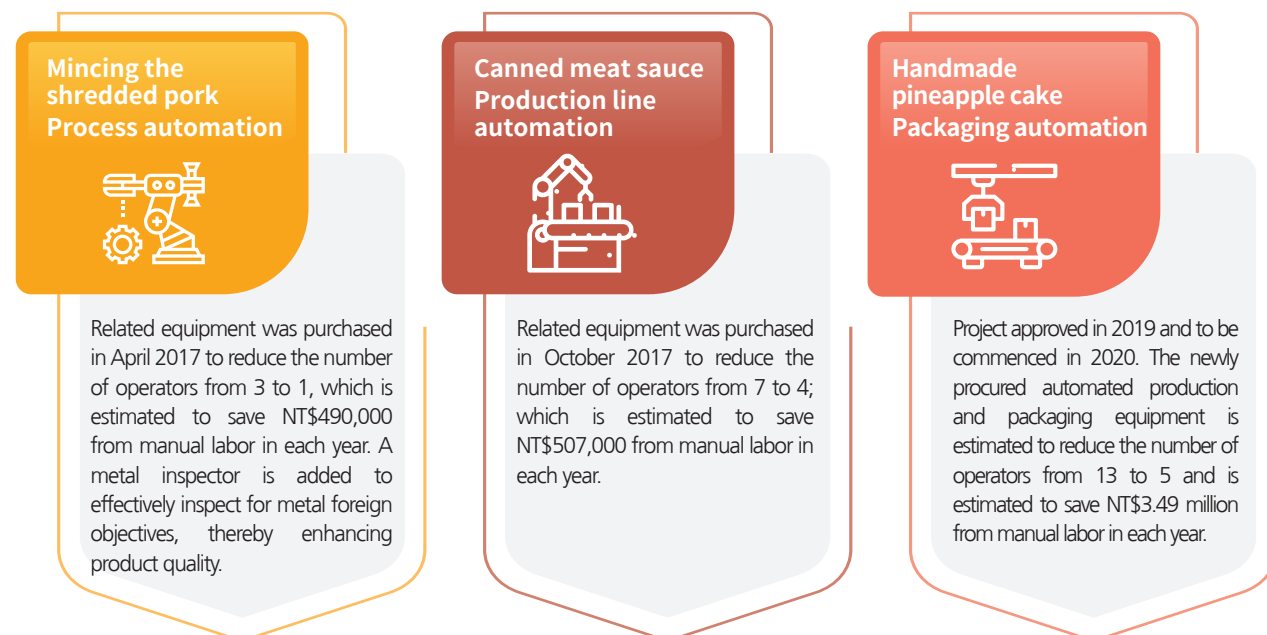 Mincing the
shredded pork
Process automation
Related equipment was purchased
in April 2017 to reduce the number
of operators from 3 to 1, which is
estimated to save NT$490,000
from manual labor in each year. A
metal inspector is added to
effectively inspect for metal foreign
objectives, thereby enhancing
product quality.
Canned meat sauce
Production line
automation
Related equipment was purchased
in October 2017 to reduce the
number of operators from 7 to 4;
which is estimated to save
NT$507,000 from manual labor in
each year.
Handmade
pineapple cake
Packaging automation
Project approved in 2019 and to be
commenced in 2020. The newly
procured automated production
and packaging equipment is
estimated to reduce the number of
operators from 13 to 5 and is
estimated to save NT$3.49 million
from manual labor in each year.